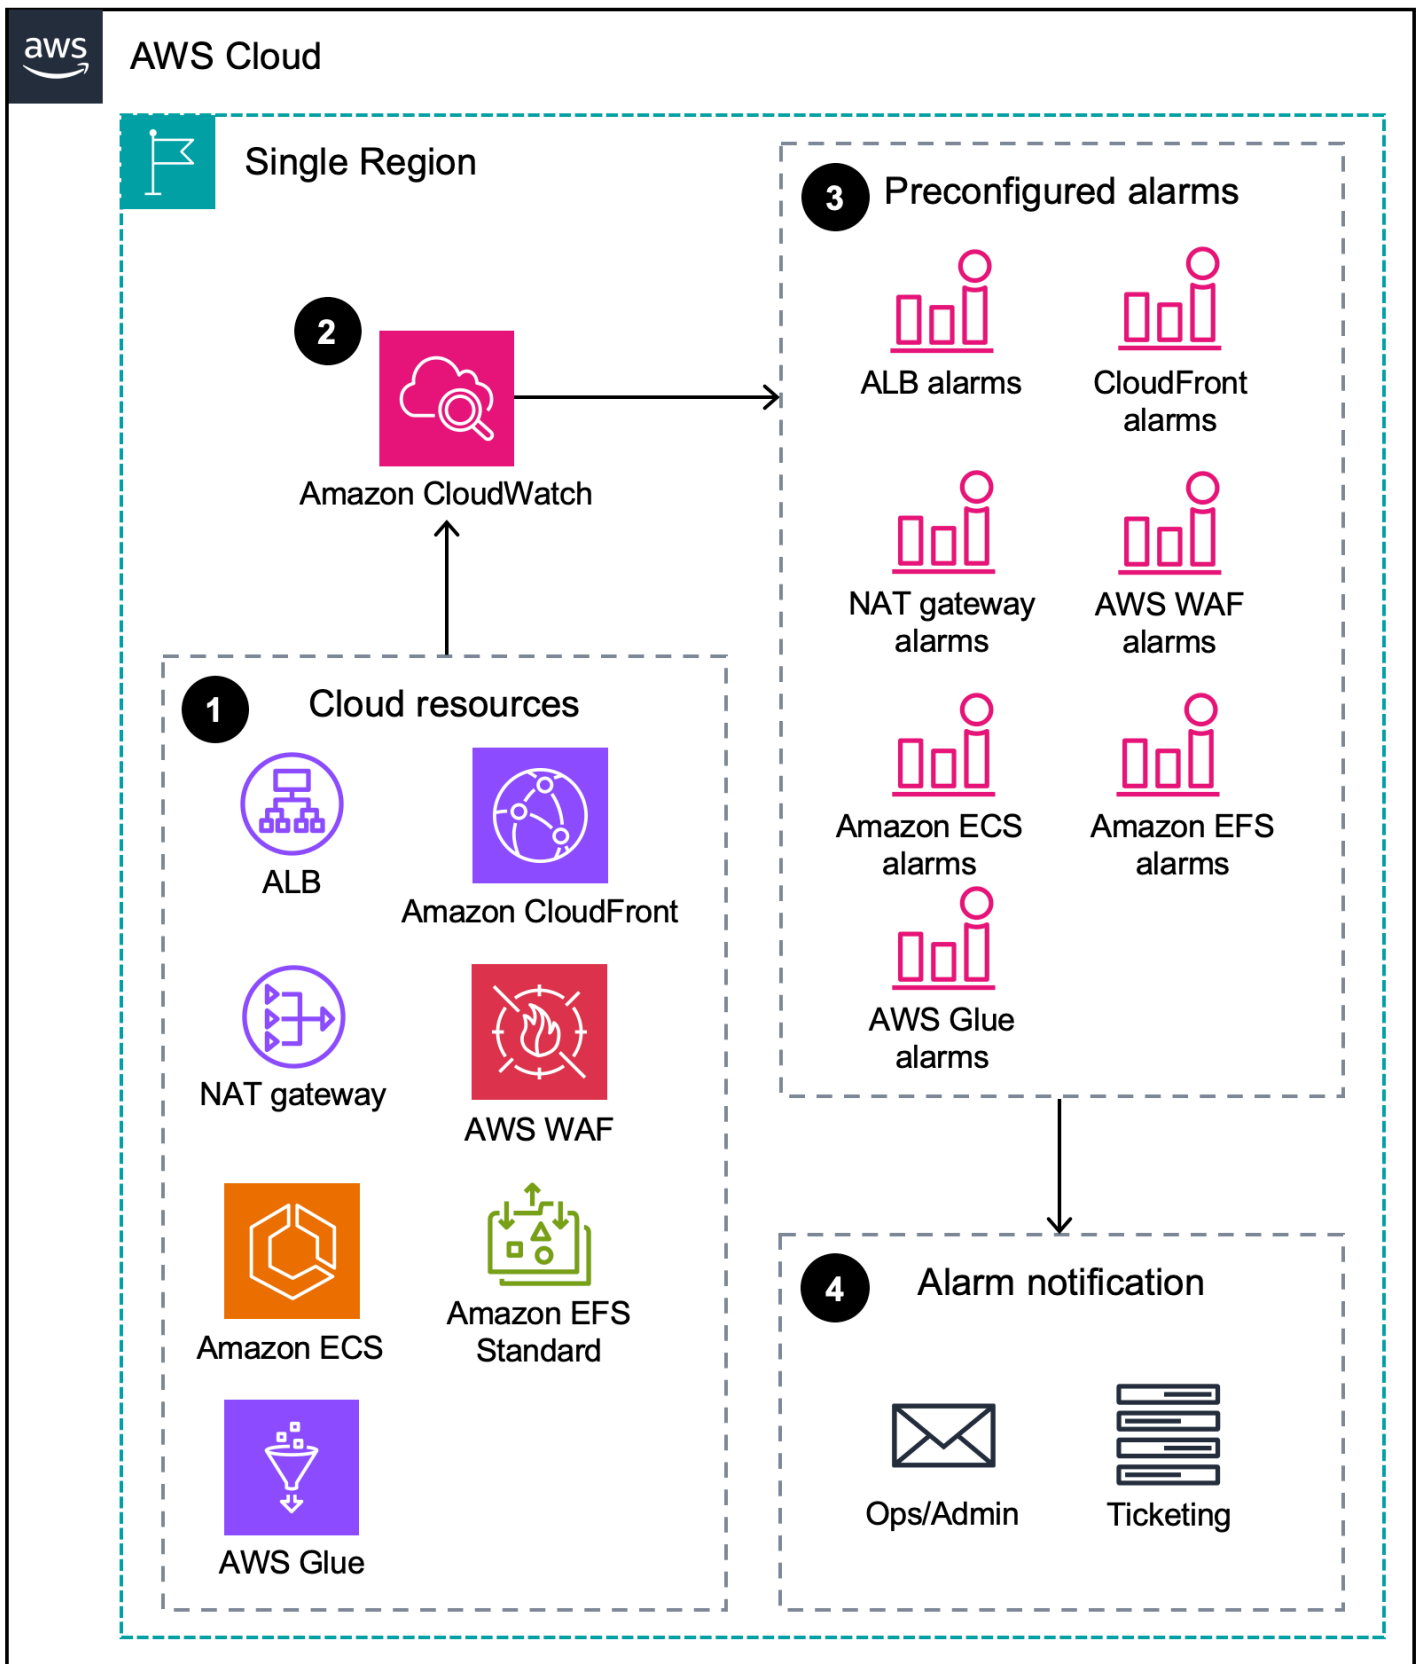 aws
AWS Cloud
Single Region
2
Amazon CloudWatch
1
Cloud resources
ALB
Amazon CloudFront
NAT gateway
AWS WAF
Amazon ECS
Amazon EFS
Standard
AWS Glue
3
Preconfigured alarms
ALB alarms
CloudFront
alarms
NAT gateway
alarms
AWS WAF
alarms
Amazon ECS
alarms
Amazon EFS
alarms
AWS Glue
alarms
4
Alarm notification
Ops/Admin
Ticketing